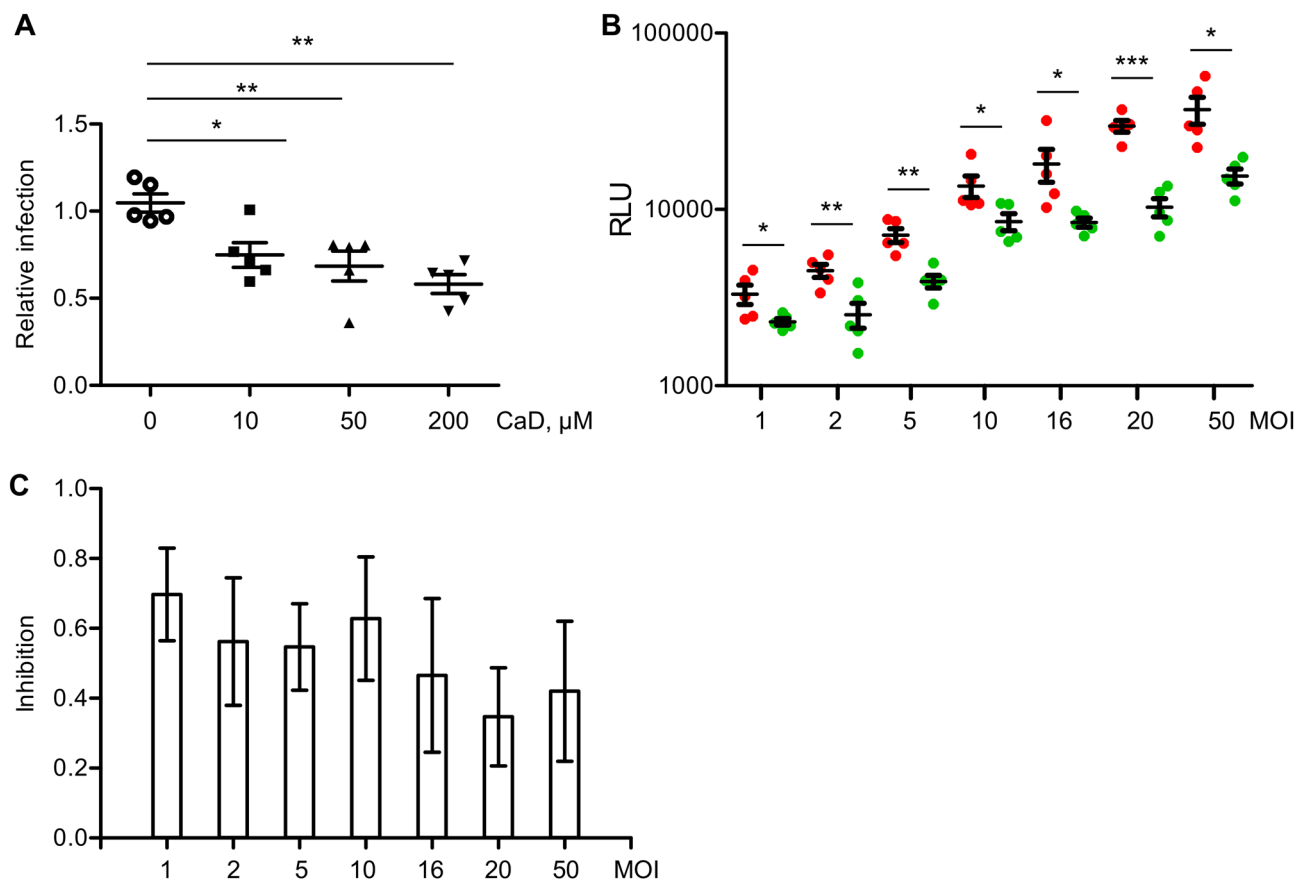 A
**
**
*
1.5
1.0
0.5
0.0
Relative infection
0 10 50 200 CaD, µM
B
100000
10000
1000
RLU
* ** ** * * *** *
1 2 5 10 16 20 50 MOI
C
1.0
0.8
0.6
0.4
0.2
0.0
Inhibition
1 2 5 10 16 20 50 MOI